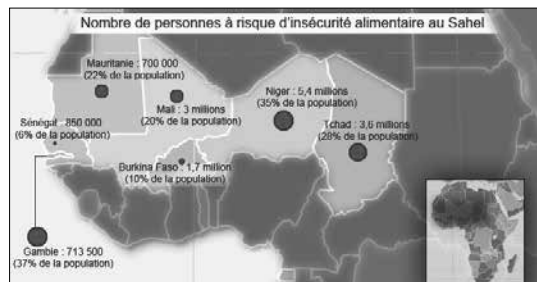 Nombre de personnes à risque d'insécurité alimentaire au Sahel
Mauritanie : 700 000
(22% de la population)
Mali : 3 millions
(20% de la population)
Niger : 5,4 millions
(35% de la population)
Tchad : 3,6 millions
(28% de la population)
Sénégal : 850 000
(6% de la population)
Burkina Faso : 1,7 million
(10% de la population)
Gambie : 713 500
(37% de la population)